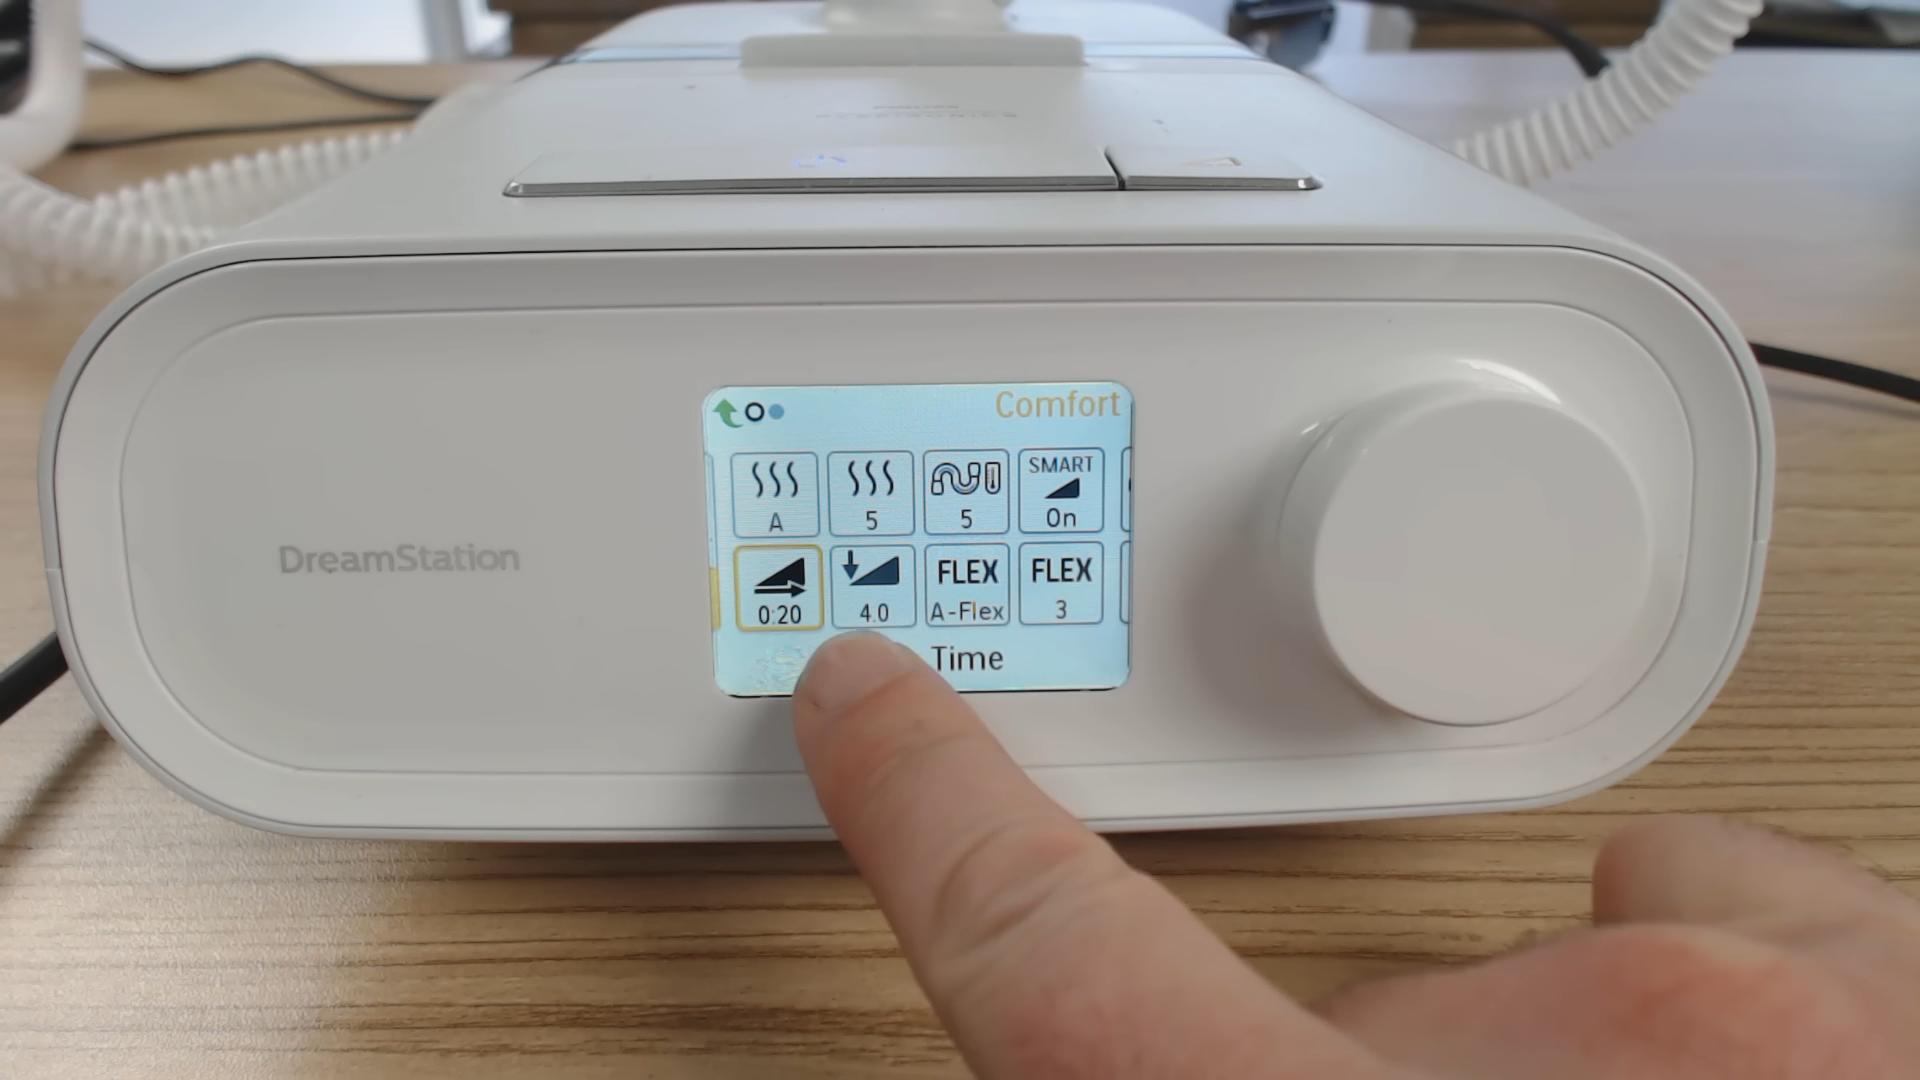 Comfort
SMART
A
5
5
On
FLEX
FLEX
0:20
4.0
A-Flex
3
Time
DreamStation